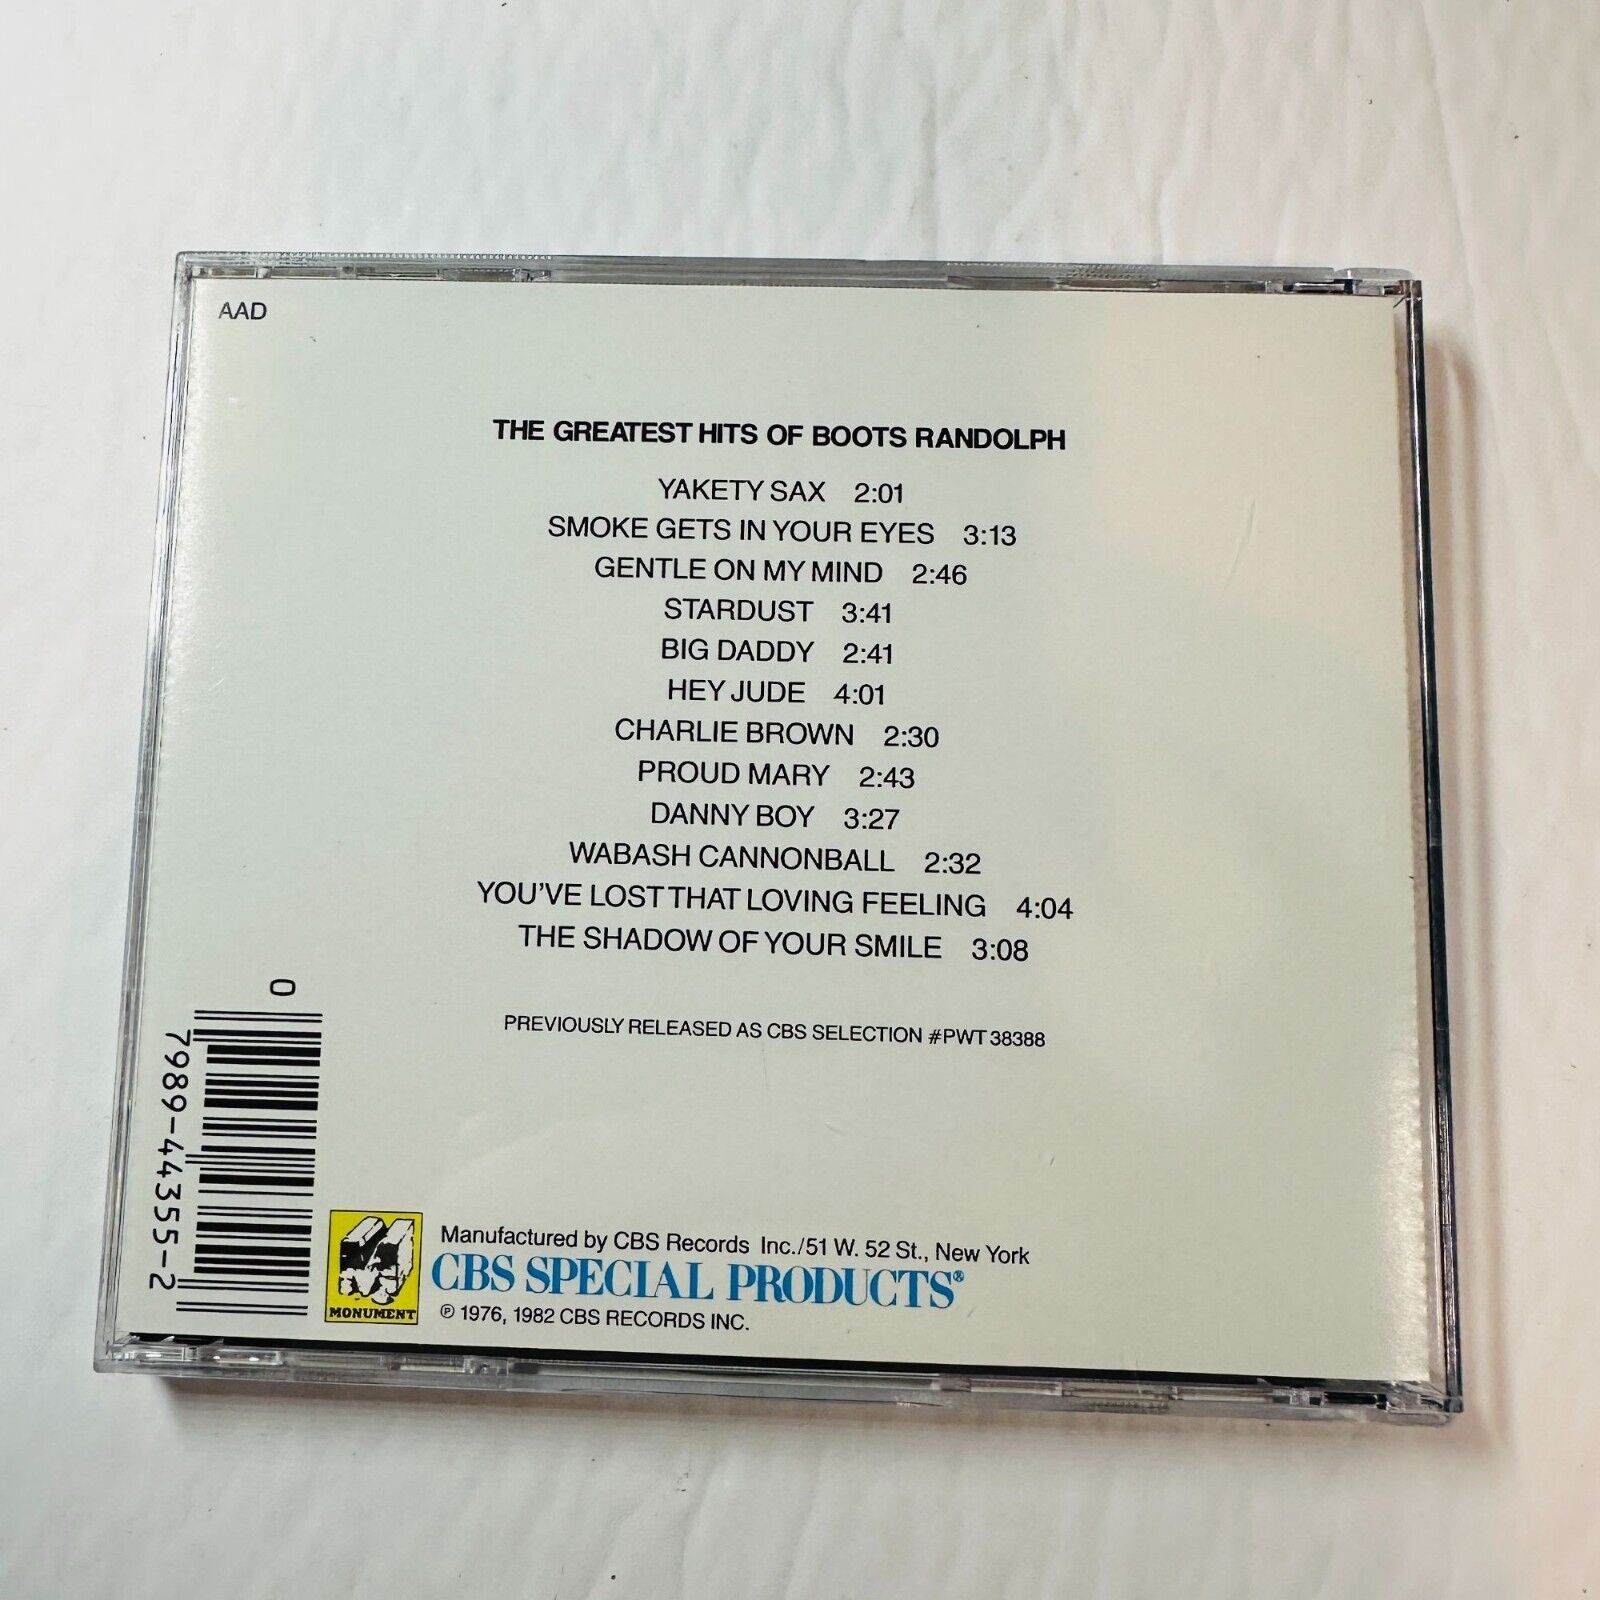 AAD
THE GREATEST HITS OF BOOTS RANDOLPH
YAKETY SAX 2:01
SMOKE GETS IN YOUR EYES 3:13
GENTLE ON MY MIND 2:46
STARDUST 3:41
BIG DADDY 2:41
HEY JUDE 4:01
CHARLIE BROWN 2:30
PROUD MARY 2:43
DANNY BOY 3:27
WABASH CANNONBALL 2:32
YOU'VE LOST THAT LOVING FEELING 4:04
THE SHADOW OF YOUR SMILE 3:08
PREVIOUSLY RELEASED AS CBS SELECTION #PWT 38388
0
7989-44355-2
MONUMENT
Manufactured by CBS Records Inc./51 W. 52 St., New York
CBS SPECIAL PRODUCTS®
℗ 1976, 1982 CBS RECORDS INC.